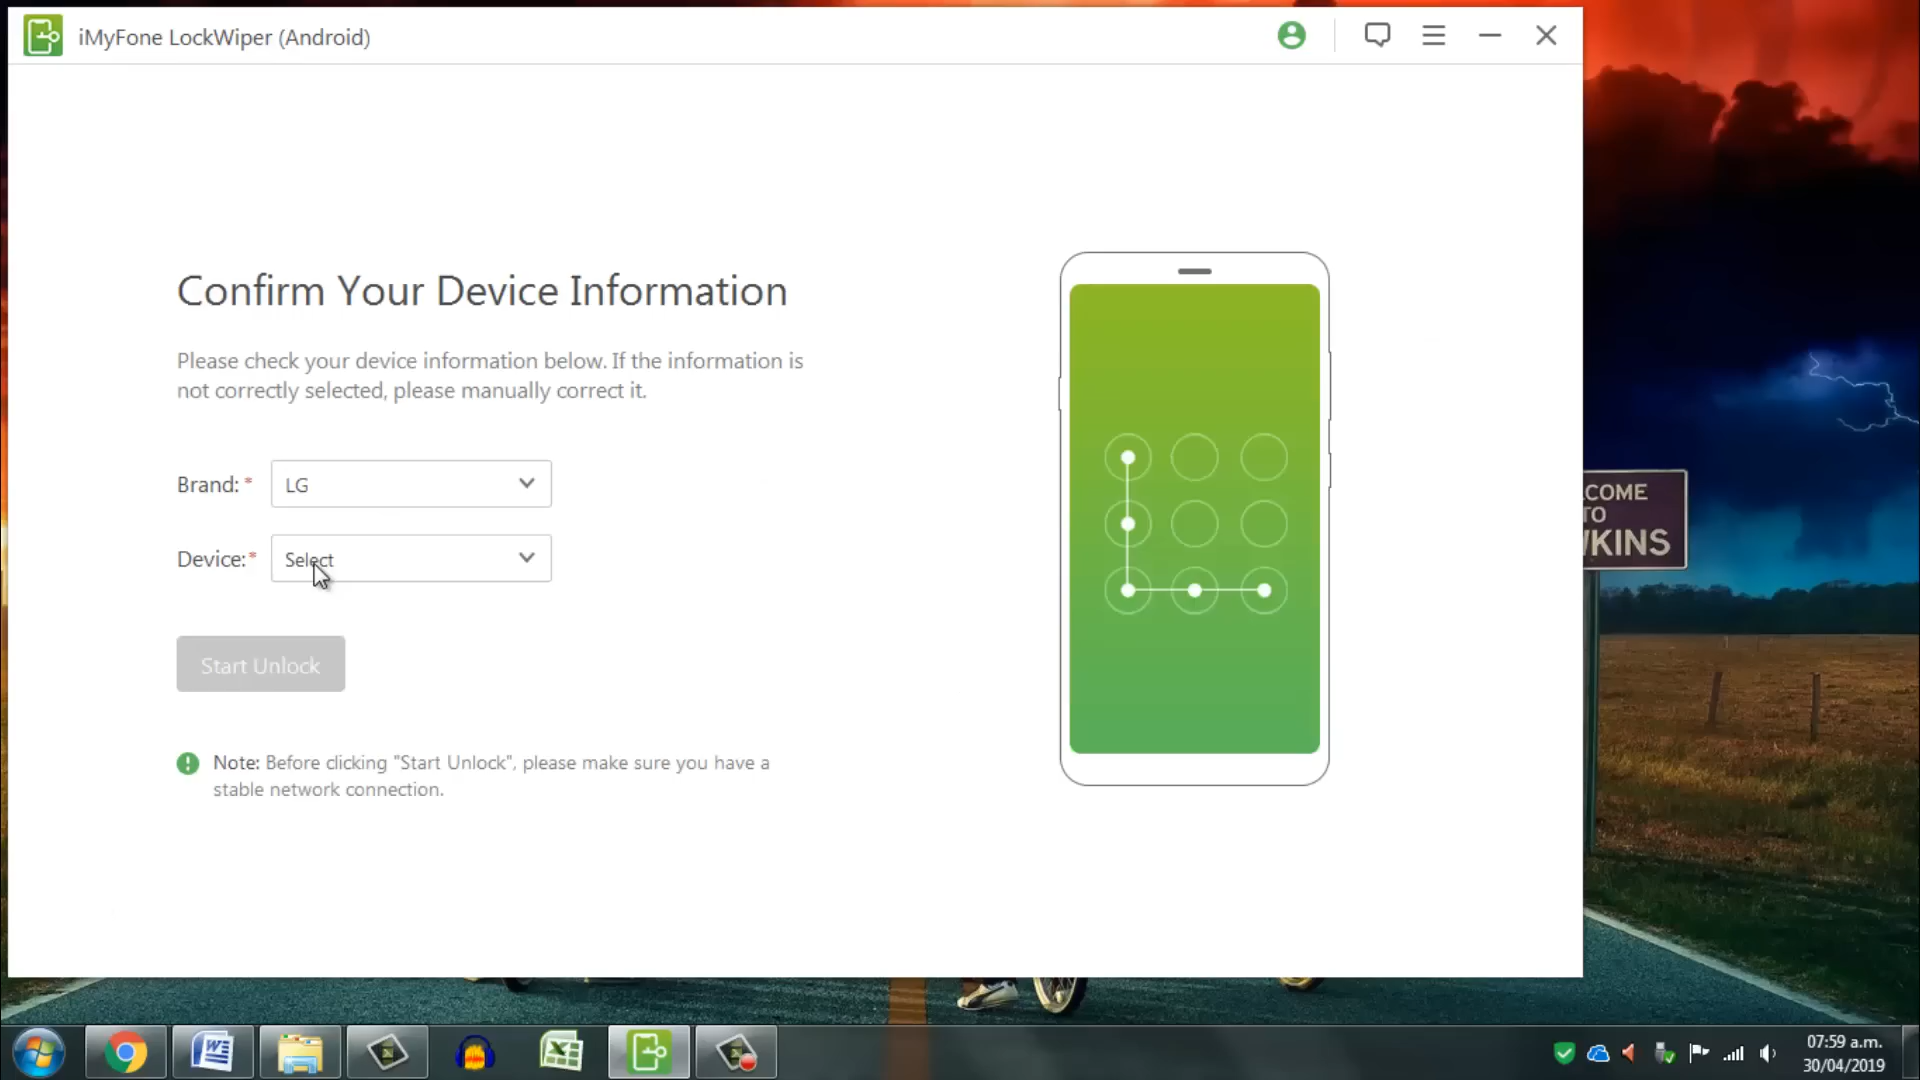 iMyFone LockWiper (Android)
Confirm Your Device Information
Please check your device information below. If the information is
not correctly selected, please manually correct it.
Brand: * LG
Device:* Select
Start Unlock
Note: Before clicking "Start Unlock", please make sure you have a
stable network connection.
COME
TO
WKINS
07:59 a.m.
30/04/2019